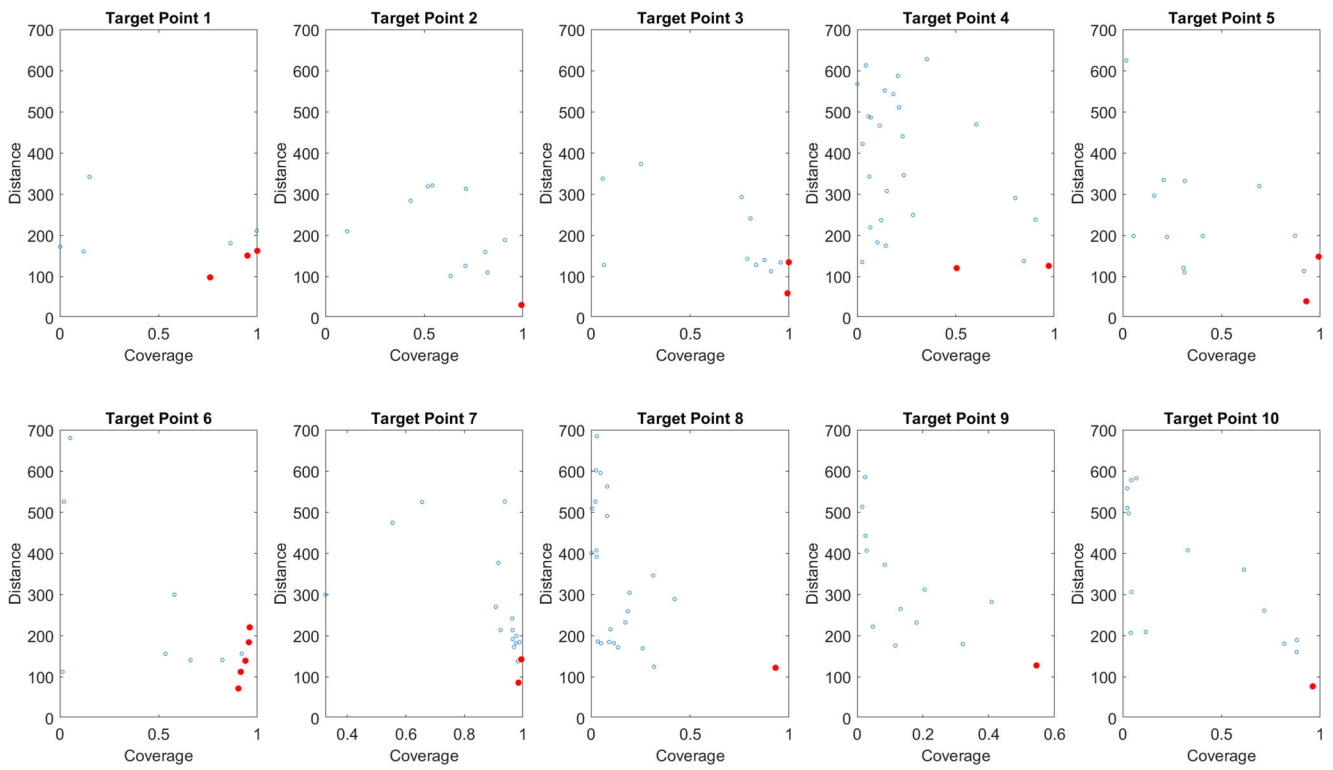 Target Point 1
700
600
500
400
300
200
100
0
Distance
0 0.5 1
Coverage
Target Point 2
700
600
500
400
300
200
100
0
Distance
0 0.5 1
Coverage
Target Point 3
700
600
500
400
300
200
100
0
Distance
0 0.5 1
Coverage
Target Point 4
700
600
500
400
300
200
100
0
Distance
0 0.5 1
Coverage
Target Point 5
700
600
500
400
300
200
100
0
Distance
0 0.5 1
Coverage
Target Point 6
700
600
500
400
300
200
100
0
Distance
0 0.5 1
Coverage
Target Point 7
700
600
500
400
300
200
100
0
Distance
0.4 0.6 0.8 1
Coverage
Target Point 8
700
600
500
400
300
200
100
0
Distance
0 0.5 1
Coverage
Target Point 9
700
600
500
400
300
200
100
0
Distance
0 0.2 0.4 0.6
Coverage
Target Point 10
700
600
500
400
300
200
100
0
Distance
0 0.5 1
Coverage